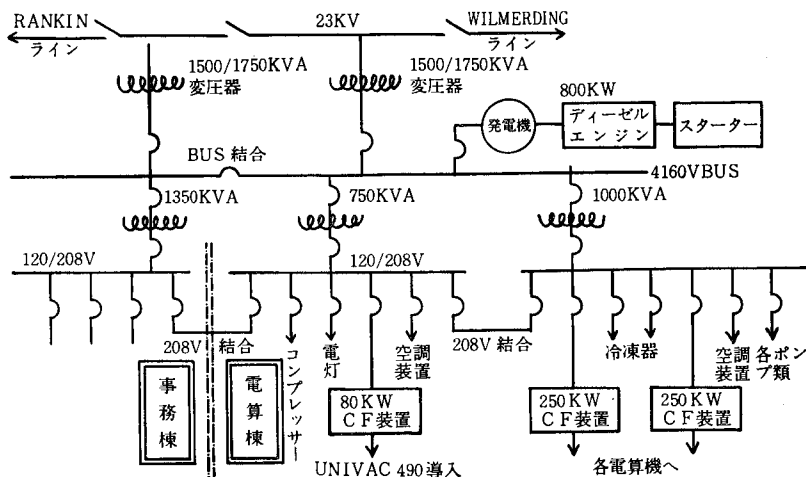 RANKIN
ライン
23KV
WILMERDING
ライン
1500/1750KVA
変圧器
1500/1750KVA
変圧器
800KW
発電機
ディーゼル
エンジン
スターター
BUS 結合
4160VBUS
1350KVA
750KVA
1000KVA
120/208V
120/208V
208V 結合
208V 結合
コンプレッサー
電灯
空調装置
冷凍器
空調装置
各ポンプ類
事務棟
電算棟
80KW
CF装置
250KW
CF装置
250KW
CF装置
UNIVAC 490導入
各電算機へ